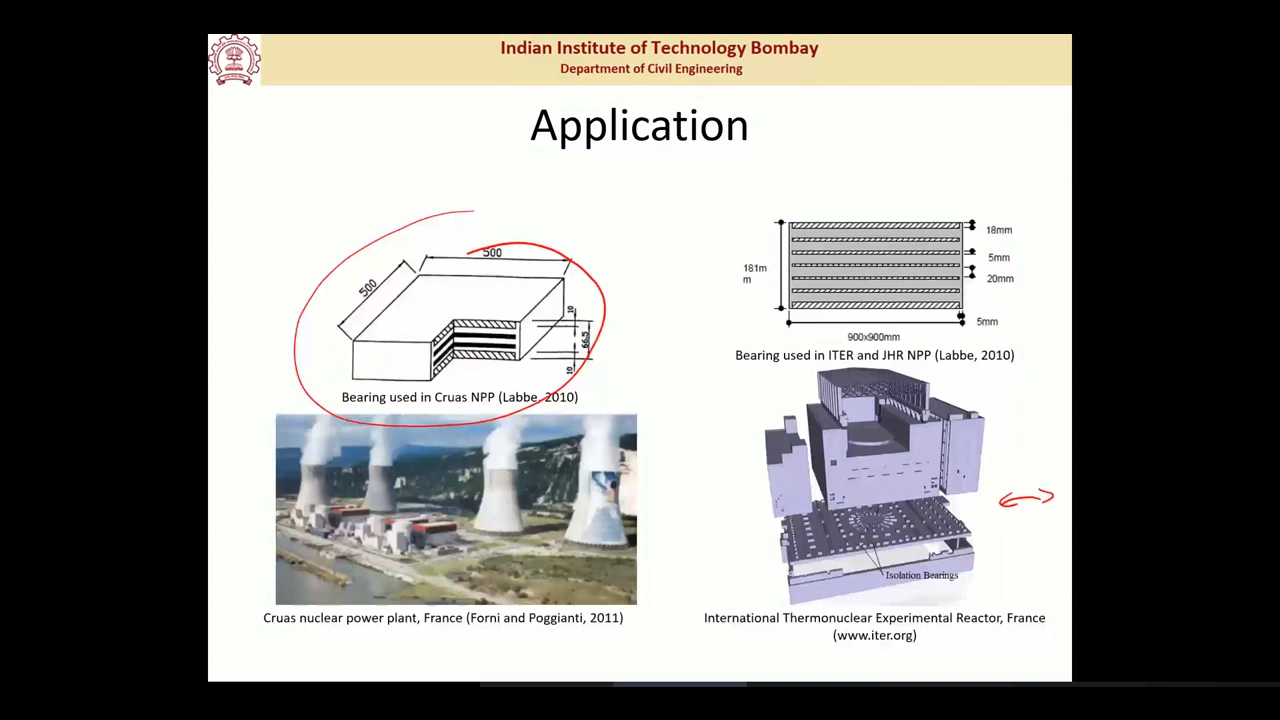 Indian Institute of Technology Bombay
Department of Civil Engineering
Application
500
500
10
66.5
10
Bearing used in Cruas NPP (Labbe, 2010)
181m
m
18mm
5mm
20mm
5mm
900x900mm
Bearing used in ITER and JHR NPP (Labbe, 2010)
Isolation Bearings
Cruas nuclear power plant, France (Forni and Poggianti, 2011)
International Thermonuclear Experimental Reactor, France
(www.iter.org)